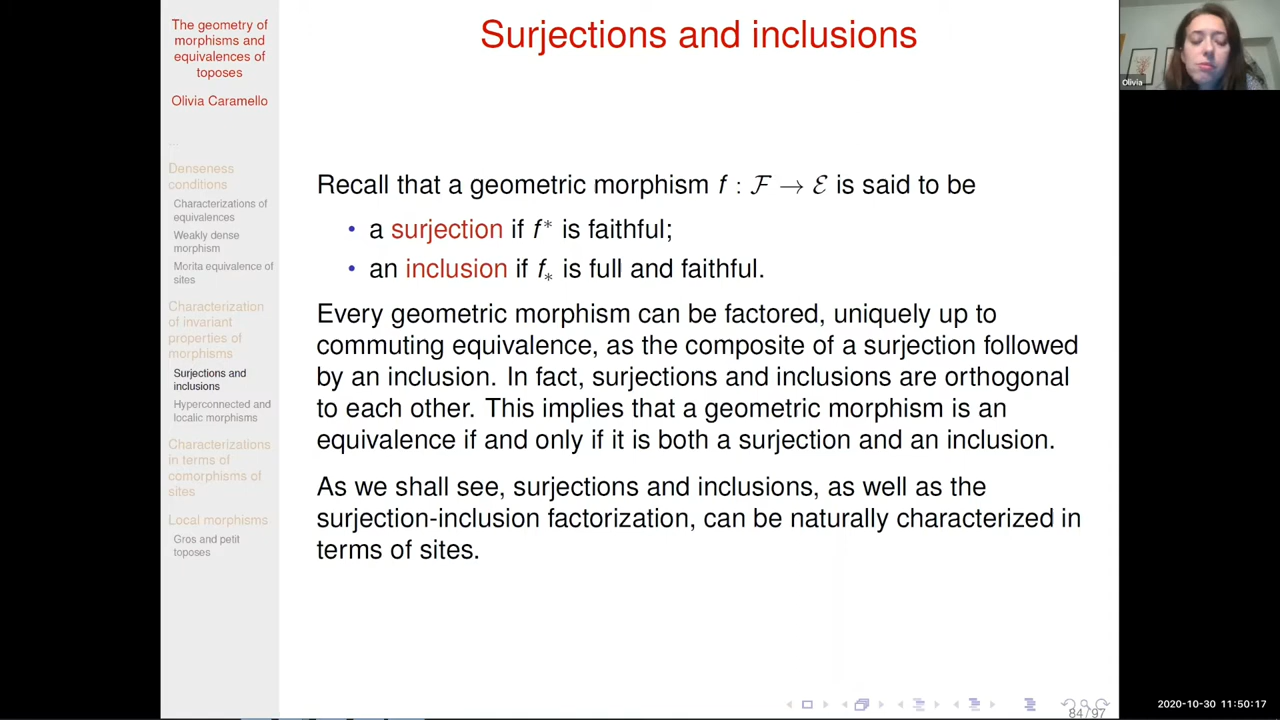 The geometry of
morphisms and
equivalences of
toposes
Olivia Caramello
...
Denseness
conditions
Characterizations of
equivalences
Weakly dense
morphism
Morita equivalence of
sites
Characterization
of invariant
properties of
morphisms
Surjections and
inclusions
Hyperconnected and
localic morphisms
Characterizations
in terms of
comorphisms of
sites
Local morphisms
Gros and petit
toposes
Surjections and inclusions
Recall that a geometric morphism f : ℱ → ℰ is said to be
• a surjection if f* is faithful;
• an inclusion if f∗ is full and faithful.
Every geometric morphism can be factored, uniquely up to
commuting equivalence, as the composite of a surjection followed
by an inclusion. In fact, surjections and inclusions are orthogonal
to each other. This implies that a geometric morphism is an
equivalence if and only if it is both a surjection and an inclusion.
As we shall see, surjections and inclusions, as well as the
surjection-inclusion factorization, can be naturally characterized in
terms of sites.
84/97
Olivia
2020-10-30 11:50:17